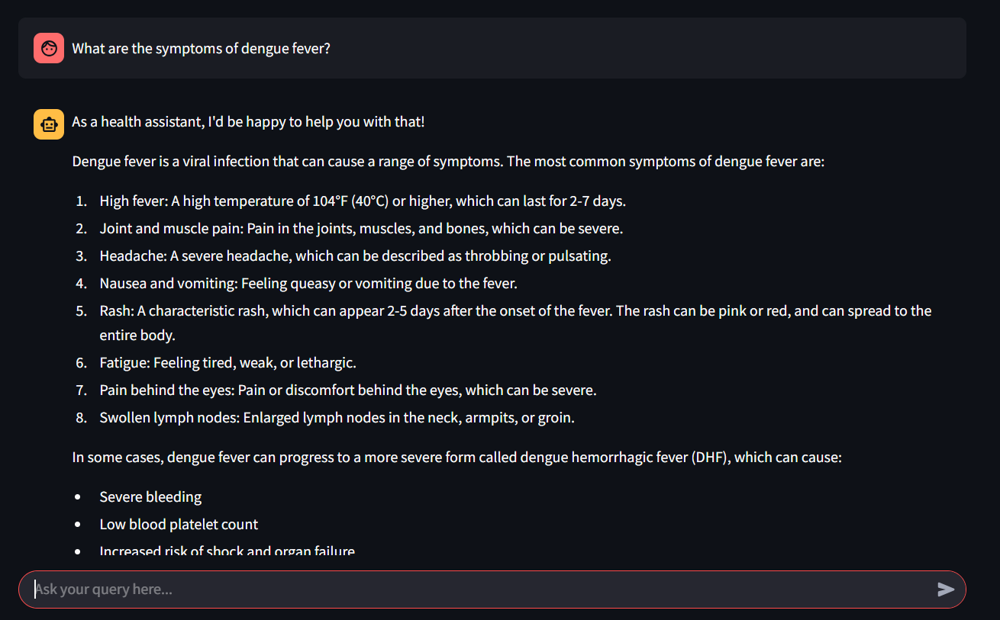 What are the symptoms of dengue fever?
As a health assistant, I'd be happy to help you with that!
Dengue fever is a viral infection that can cause a range of symptoms. The most common symptoms of dengue fever are:
1. High fever: A high temperature of 104°F (40°C) or higher, which can last for 2-7 days.
2. Joint and muscle pain: Pain in the joints, muscles, and bones, which can be severe.
3. Headache: A severe headache, which can be described as throbbing or pulsating.
4. Nausea and vomiting: Feeling queasy or vomiting due to the fever.
5. Rash: A characteristic rash, which can appear 2-5 days after the onset of the fever. The rash can be pink or red, and can spread to the
entire body.
6. Fatigue: Feeling tired, weak, or lethargic.
7. Pain behind the eyes: Pain or discomfort behind the eyes, which can be severe.
8. Swollen lymph nodes: Enlarged lymph nodes in the neck, armpits, or groin.
In some cases, dengue fever can progress to a more severe form called dengue hemorrhagic fever (DHF), which can cause:
• Severe bleeding
• Low blood platelet count
• Increased risk of shock and organ failure
Ask your query here...